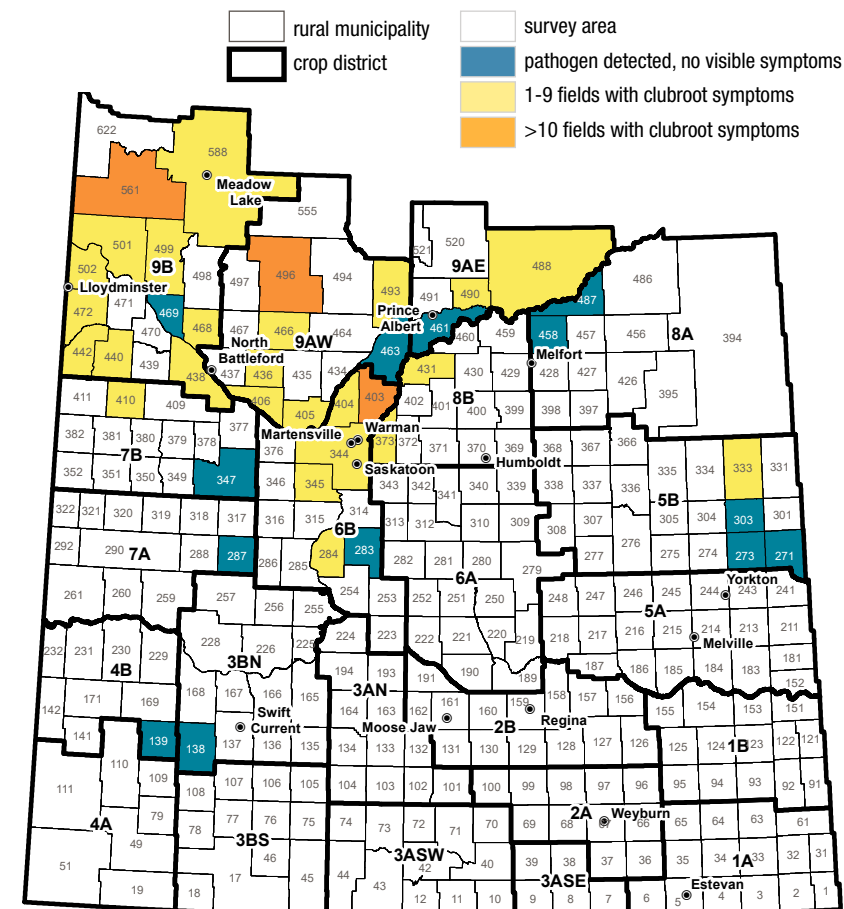 rural municipality
crop district
survey area
pathogen detected, no visible symptoms
1-9 fields with clubroot symptoms
>10 fields with clubroot symptoms
622
588
Meadow
Lake
561
555
521 520
9AE
488
486
501 499
9B
498 497 496 494 493
502
Lloydminster
471
469
472
470
468
467 466 464
9AW
North
Battleford
491 490
Prince
Albert
461
460 459
487
458 457 456
8A
394
463
Melfort
442 440 439 438 437 436 435 434
431 430 429 428 427 426
395
411 410 409
406 405 404 403 402 401 400 399 398 397
8B
377
Martensville
Warman
382 381 380 379 378
376 344 373 372 371 370 369 368 367 366
7B
Saskatoon
Humboldt
352 351 350 349 347 346 345 343 342 341 340 339 338 337 336 335 334 333 331
5B
322 321 320 319 318 317 316 315 314 313 312 310 309 308 307 305 304 303 301
6B
292 290 288 287 286 285 284 283 282 281 280 279 277 276 275 274 273 271
7A
6A
Yorkton
261 260 259 257 256 255 254 253 252 251 250 248 247 246 245 244 243 241
5A
232 231 230 229 228 226 225 224 223 222 221 220 219 218 217 216 215 214 213 211
Melville
4B
3BN
194 193 191 190 189 187 186 185 184 183 181
3AN
171 169 168 167 166 165 164 163 162 161 160 159 158 157 156 155 154 153 152 151
Swift
Current
Moose Jaw
2B
Regina
142 141 139 138 137 136 135 134 133 132 131 130 129 128 127 126 125 124 123 122 121
1B
111 110 109 108 107 106 105 104 103 102 101 100 99 98 97 96 95 94 93 92 91
4A
79 78 77 76 75 74 73 72 71 70 69 68 67 66 65 64 63 61
2A
Weyburn
3BS
3ASW
51 49 46 45 44 43 42 40 39 38 37 36 35 34 33 32 31
3ASE
1A
Estevan
19 18 17 12 11 10 9 8 7 6 5 4 3 2 1